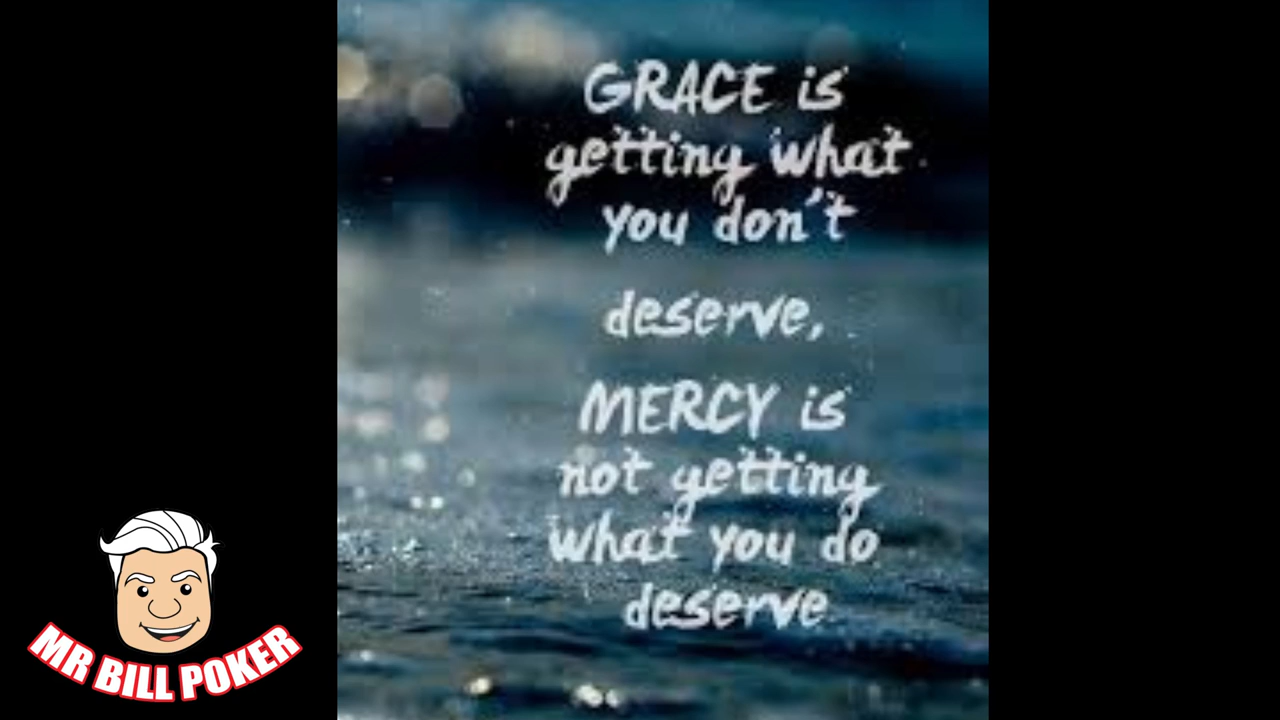 GRACE is
getting what
you don't
deserve,
MERCY is
not getting
what you do
deserve
MR BILL POKER